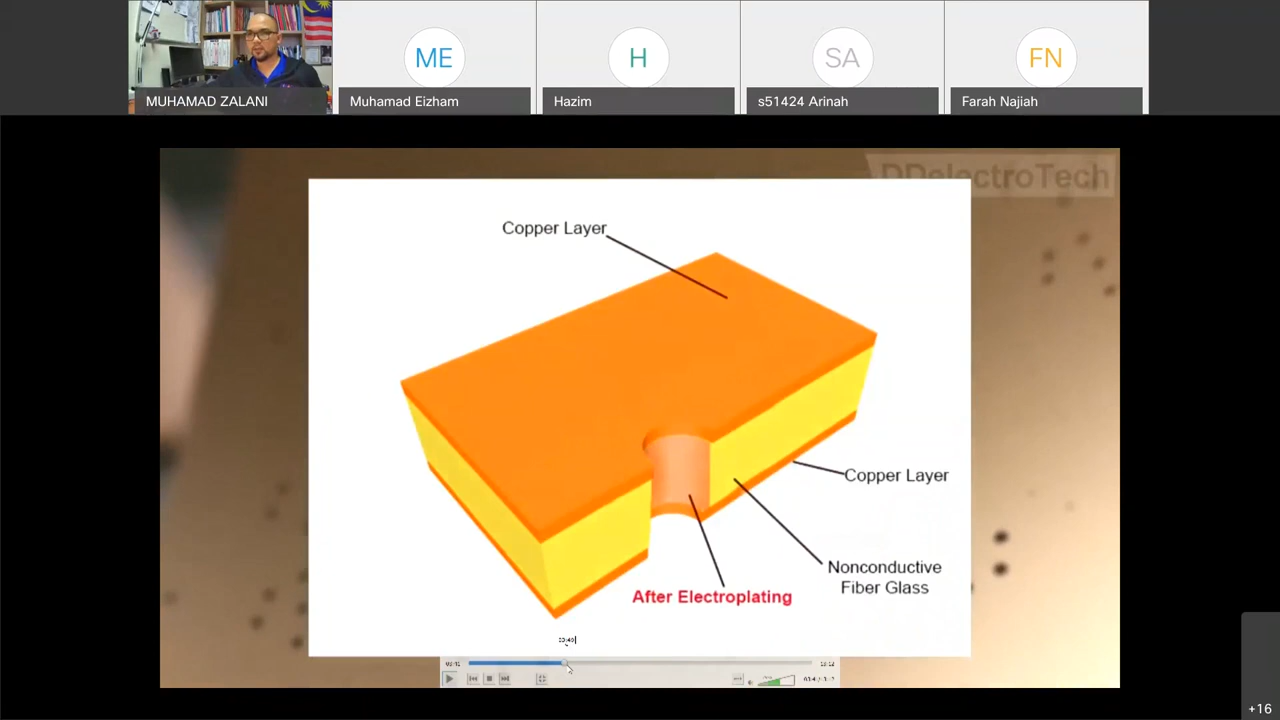 ME
H
SA
FN
MUHAMAD ZALANI
Muhamad Eizham
Hazim
s51424 Arinah
Farah Najiah
Copper Layer
Copper Layer
Nonconductive
Fiber Glass
After Electroplating
+16